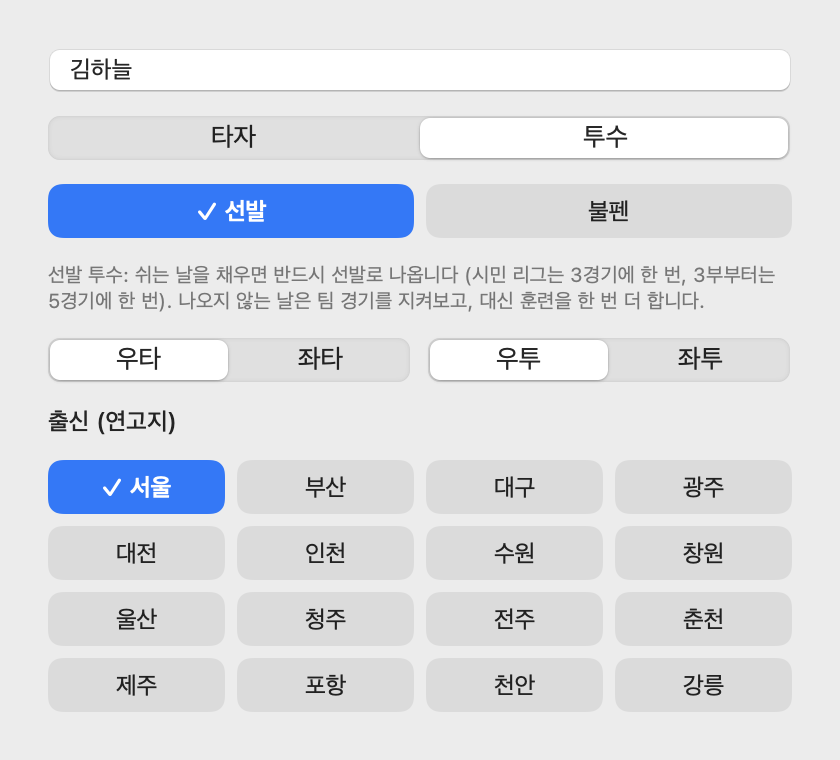 김하늘
타자 투수
✓ 선발 불펜
선발 투수: 쉬는 날을 채우면 반드시 선발로 나옵니다 (시민 리그는 3경기에 한 번, 3부부터는
5경기에 한 번). 나오지 않는 날은 팀 경기를 지켜보고, 대신 훈련을 한 번 더 합니다.
우타 좌타 우투 좌투
출신 (연고지)
✓ 서울 부산 대구 광주
대전 인천 수원 창원
울산 청주 전주 춘천
제주 포항 천안 강릉